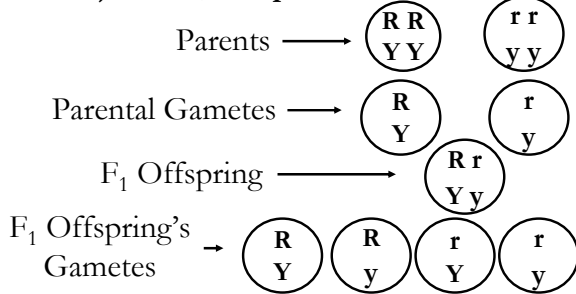 Parents
R R r r
Y Y y y
Parental Gametes
R r
Y y
F₁ Offspring
R r
Y y
F₁ Offspring's
Gametes
R R r r
Y y Y y